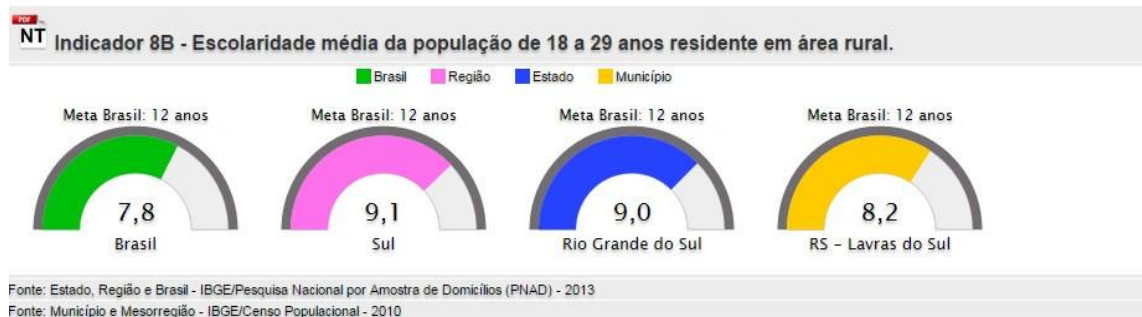 PDF
NT Indicador 8B - Escolaridade média da população de 18 a 29 anos residente em área rural.
Brasil Região Estado Município
Meta Brasil: 12 anos Meta Brasil: 12 anos Meta Brasil: 12 anos Meta Brasil: 12 anos
7,8 9,1 9,0 8,2
Brasil Sul Rio Grande do Sul RS - Lavras do Sul
Fonte: Estado, Região e Brasil - IBGE/Pesquisa Nacional por Amostra de Domicílios (PNAD) - 2013
Fonte: Município e Mesorregião - IBGE/Censo Populacional - 2010